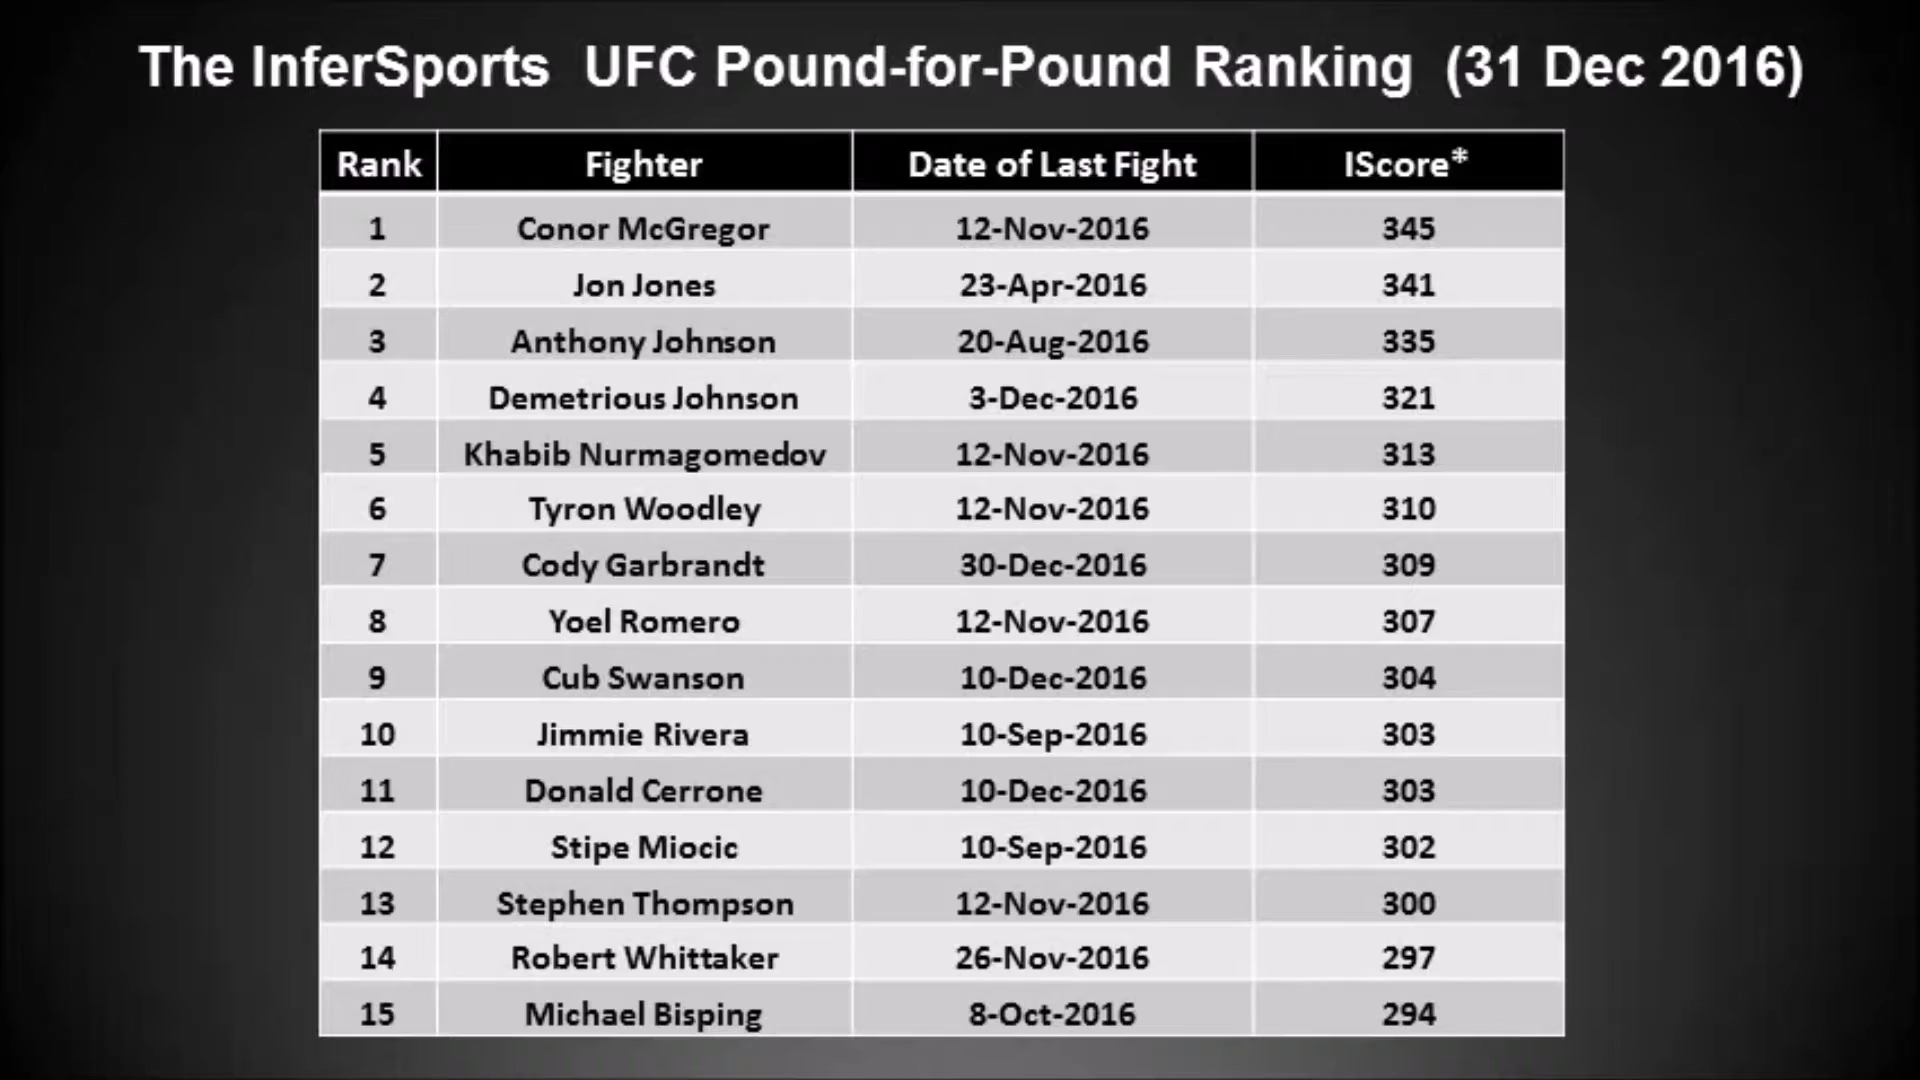 The InferSports UFC Pound-for-Pound Ranking (31 Dec 2016)
Rank Fighter Date of Last Fight IScore*
1 Conor McGregor 12-Nov-2016 345
2 Jon Jones 23-Apr-2016 341
3 Anthony Johnson 20-Aug-2016 335
4 Demetrious Johnson 3-Dec-2016 321
5 Khabib Nurmagomedov 12-Nov-2016 313
6 Tyron Woodley 12-Nov-2016 310
7 Cody Garbrandt 30-Dec-2016 309
8 Yoel Romero 12-Nov-2016 307
9 Cub Swanson 10-Dec-2016 304
10 Jimmie Rivera 10-Sep-2016 303
11 Donald Cerrone 10-Dec-2016 303
12 Stipe Miocic 10-Sep-2016 302
13 Stephen Thompson 12-Nov-2016 300
14 Robert Whittaker 26-Nov-2016 297
15 Michael Bisping 8-Oct-2016 294